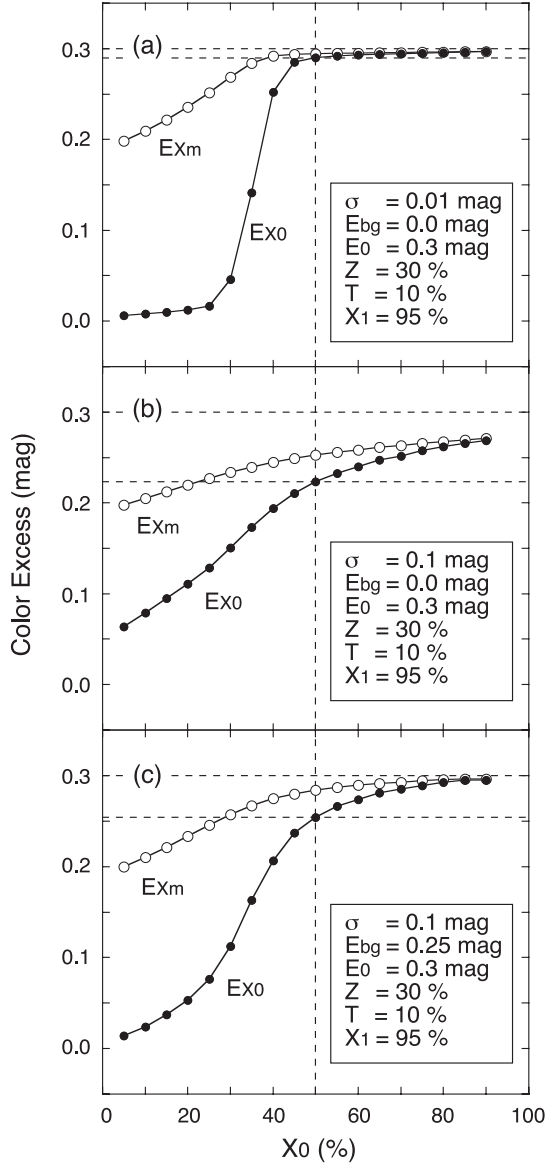 (a)
0.3
0.2
0.1
0.0
EXm
EX0
σ = 0.01 mag
Ebg = 0.0 mag
E0 = 0.3 mag
Z = 30 %
T = 10 %
X1 = 95 %
(b)
0.3
0.2
0.1
0.0
EXm
EX0
σ = 0.1 mag
Ebg = 0.0 mag
E0 = 0.3 mag
Z = 30 %
T = 10 %
X1 = 95 %
Color Excess (mag)
(c)
0.3
0.2
0.1
0.0
EXm
EX0
σ = 0.1 mag
Ebg = 0.25 mag
E0 = 0.3 mag
Z = 30 %
T = 10 %
X1 = 95 %
0 20 40 60 80 100
X0 (%)